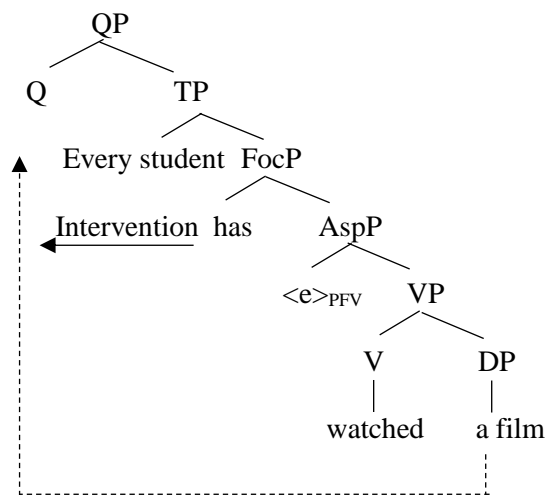 QP
Q TP
Every student FocP
Intervention has AspP
<e>PFV VP
V DP
watched a film